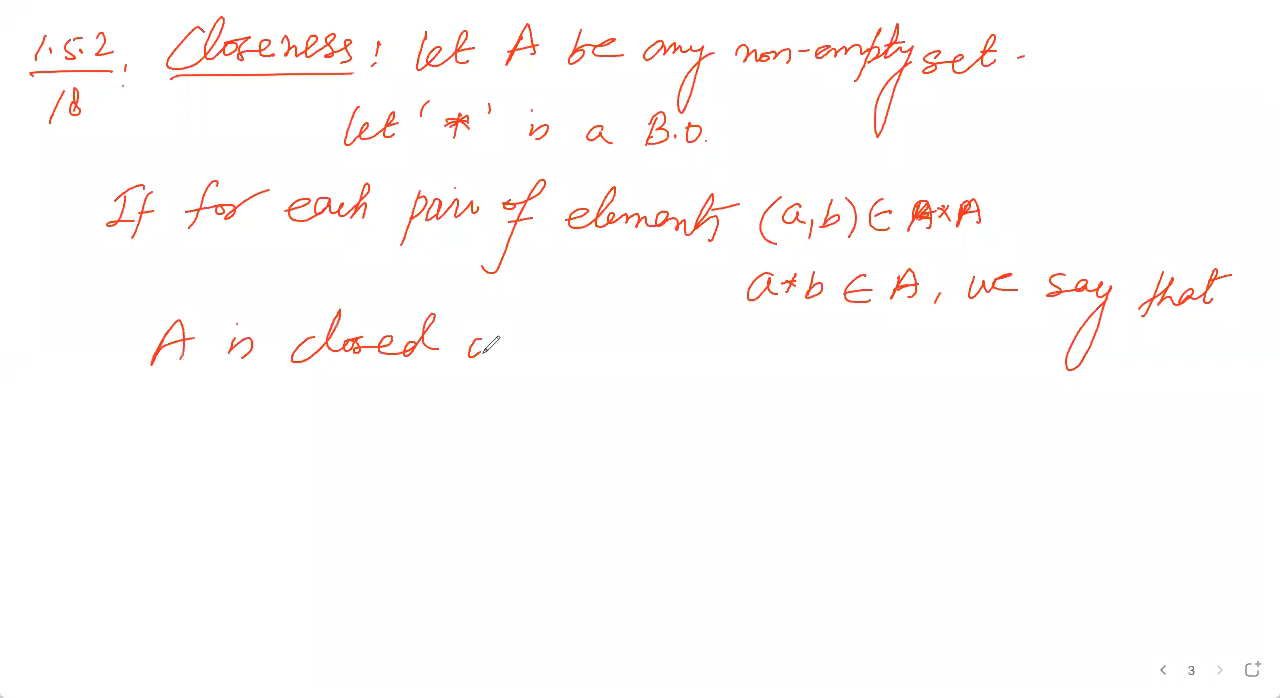 1.5.2. Closeness: let A be any non-empty set.
18
let '*' is a B.O.
If for each pair of elements (a,b) ∈ A×A
a*b ∈ A, we say that
A is closed
3